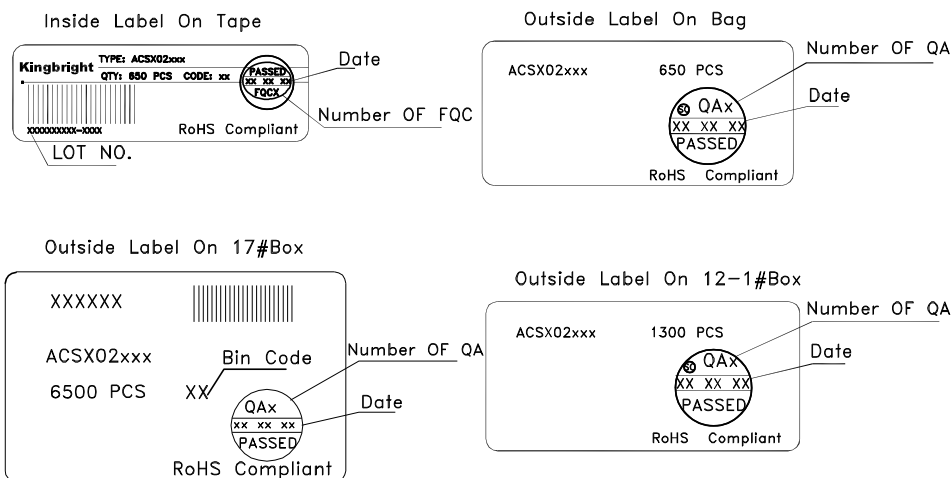 Inside Label On Tape
Kingbright
TYPE: ACSX02xxx
QTY: 650 PCS CODE: xx
PASSED
xx xx xx
FQCX
Date
Number OF FQC
xxxxxxxxxx-xxxx
RoHS Compliant
LOT NO.
Outside Label On Bag
ACSX02xxx 650 PCS
Number OF QA
QAx
Date
XX XX XX
PASSED
RoHS Compliant
Outside Label On 17#Box
XXXXXX
ACSX02xxx
Bin Code
Number OF QA
6500 PCS XX
QAx
Date
xx xx xx
PASSED
RoHS Compliant
Outside Label On 12-1#Box
ACSX02xxx 1300 PCS
Number OF QA
QAx
Date
XX XX XX
PASSED
RoHS Compliant